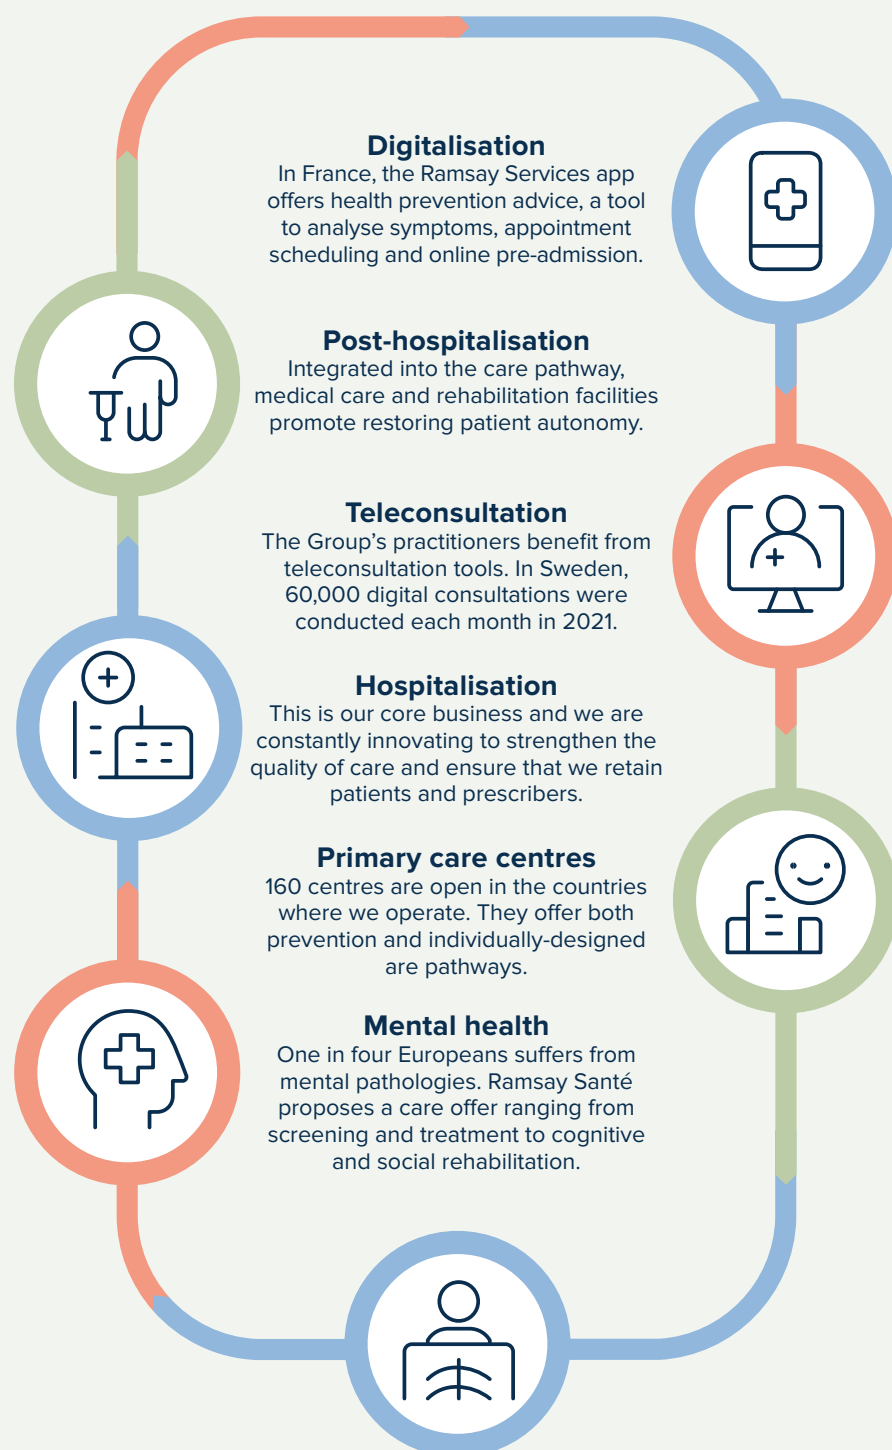 Digitalisation
In France, the Ramsay Services app
offers health prevention advice, a tool
to analyse symptoms, appointment
scheduling and online pre-admission.
Post-hospitalisation
Integrated into the care pathway,
medical care and rehabilitation facilities
promote restoring patient autonomy.
Teleconsultation
The Group’s practitioners benefit from
teleconsultation tools. In Sweden,
60,000 digital consultations were
conducted each month in 2021.
Hospitalisation
This is our core business and we are
constantly innovating to strengthen the
quality of care and ensure that we retain
patients and prescribers.
Primary care centres
160 centres are open in the countries
where we operate. They offer both
prevention and individually-designed
are pathways.
Mental health
One in four Europeans suffers from
mental pathologies. Ramsay Santé
proposes a care offer ranging from
screening and treatment to cognitive
and social rehabilitation.